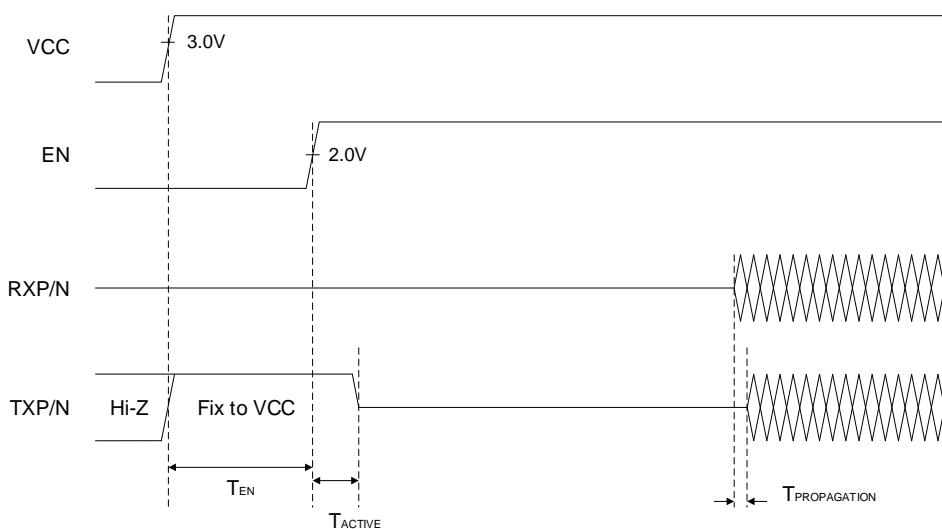 VCC
3.0V
EN
2.0V
RXP/N
TXP/N
Hi-Z
Fix to VCC
TEN
TACTIVE
TPROPAGATION